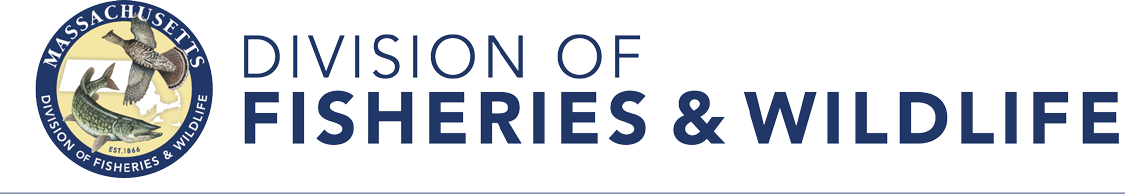 MASSACHUSETTS
DIVISION OF FISHERIES & WILDLIFE
EST.1866
DIVISION OF
FISHERIES & WILDLIFE